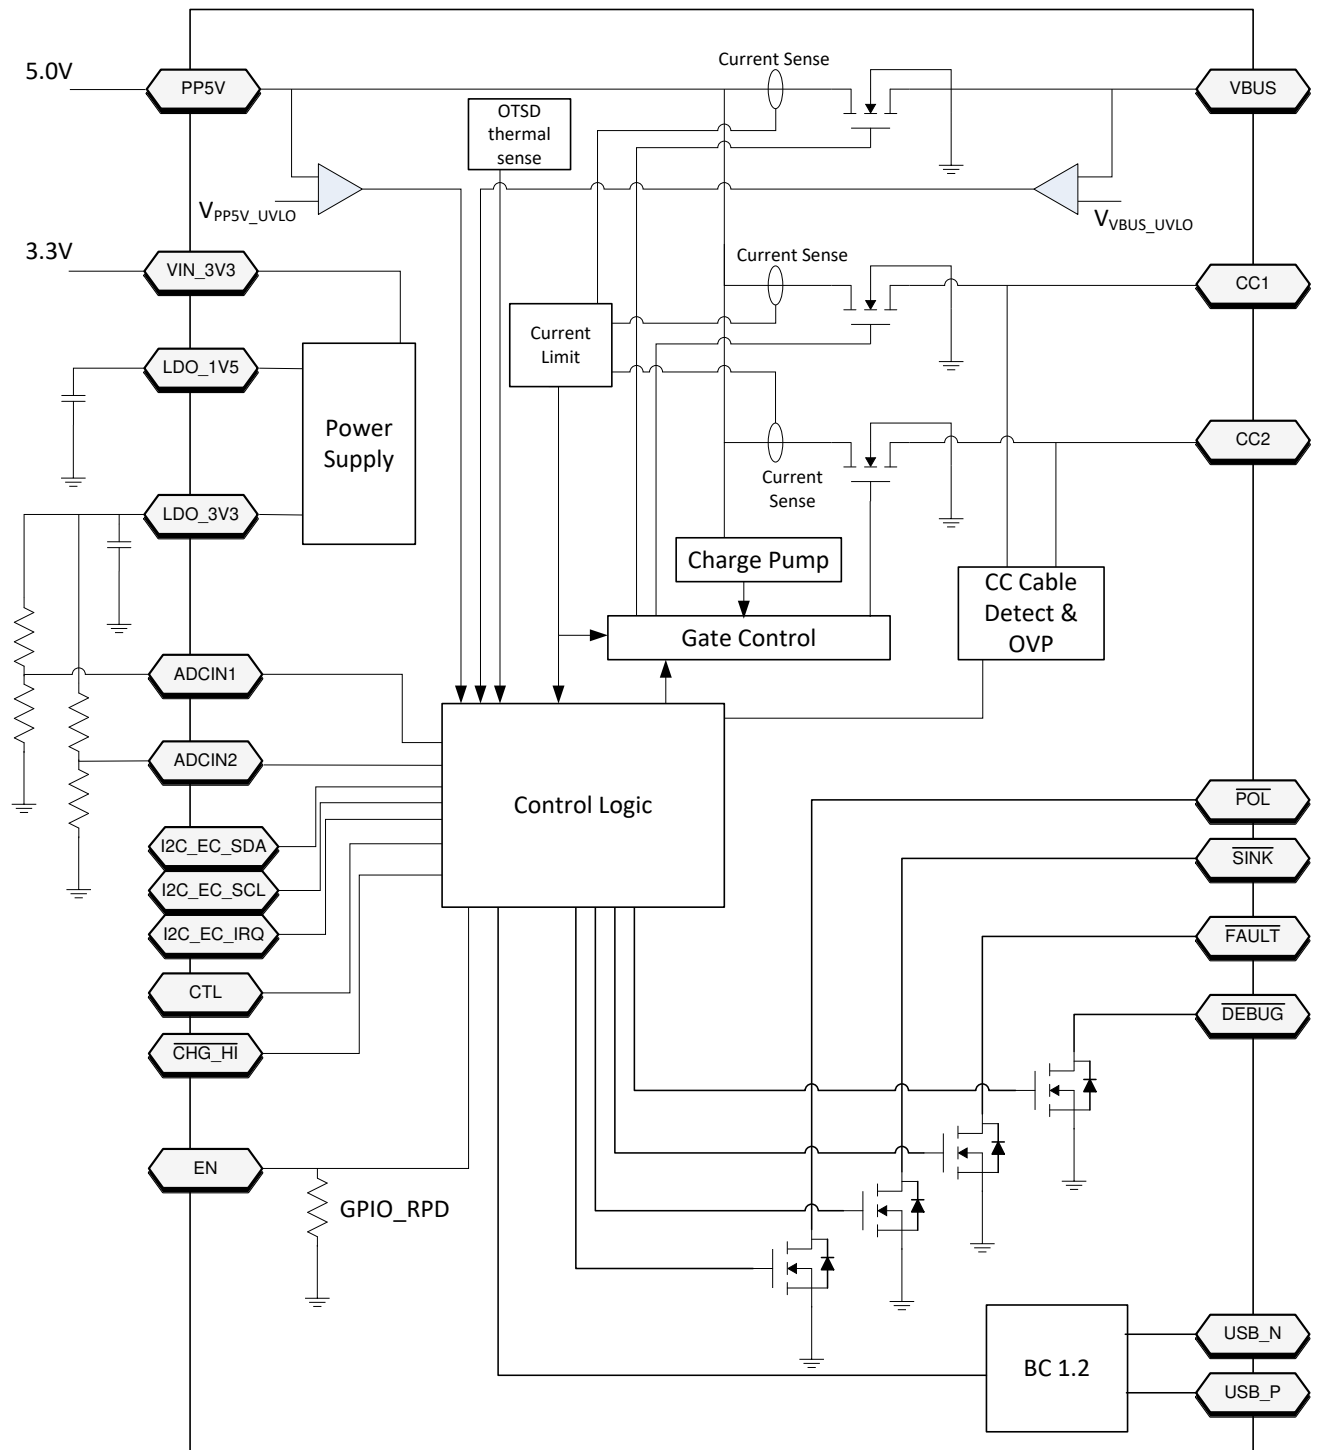 5.0V
PP5V
Current Sense
VBUS
OTSD
thermal
sense
VPP5V_UVLO
VVBUS_UVLO
3.3V
VIN_3V3
Current Sense
CC1
Current
Limit
LDO_1V5
Power
Supply
CC2
Current
Sense
LDO_3V3
Charge Pump
CC Cable
Detect &
OVP
Gate Control
ADCIN1
ADCIN2
Control Logic
POL
I2C_EC_SDA
SINK
I2C_EC_SCL
I2C_EC_IRQ
FAULT
CTL
DEBUG
CHG_HI
EN
GPIO_RPD
USB_N
BC 1.2
USB_P